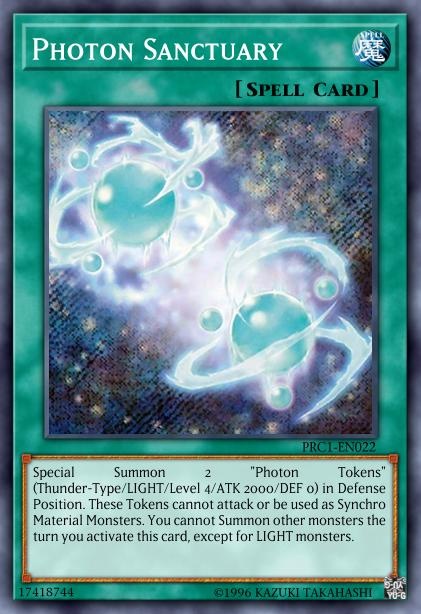 PHOTON SANCTUARY
SPELL
魔
[SPELL CARD]
PRC1-EN022
Special Summon 2 "Photon Tokens"
(Thunder-Type/LIGHT/Level 4/ATK 2000/DEF 0) in Defense
Position. These Tokens cannot attack or be used as Synchro
Material Monsters. You cannot Summon other monsters the
turn you activate this card, except for LIGHT monsters.
17418744
©1996 KAZUKI TAKAHASHI